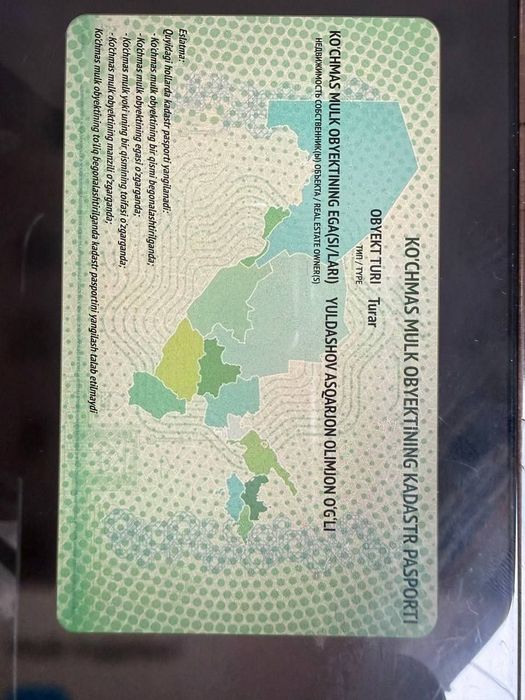 KO'CHMAS MULK OBYEKTINING KADASTR PASPORTI
OBYEKT TURI Turar
ТИП / TYPE
KO'CHMAS MULK OBYEKTINING EGA(SI/LARI) YULDASHOV ASQARJON OLIMJON O'G'LI
НЕДВИЖИМОСТЬ СОБСТВЕННИК(Ы) ОБЪЕКТА / REAL ESTATE OWNER(S)
Eslatma:
Quyidagi hollarda kadastr pasporti yangilanadi:
- Ko'chmas mulk obyektining bir qismi begonalashtirilganda;
- Ko'chmas mulk obyektining egasi o'zgarganda;
- Ko'chmas mulk yoki uning bir qismining toifasi o'zgarganda;
- Ko'chmas mulk obyektining manzili o'zgarganda;
Ko'chmas mulk obyektining to'liq begonalashtirilganda kadastr pasportini yangilash talab etilmaydi